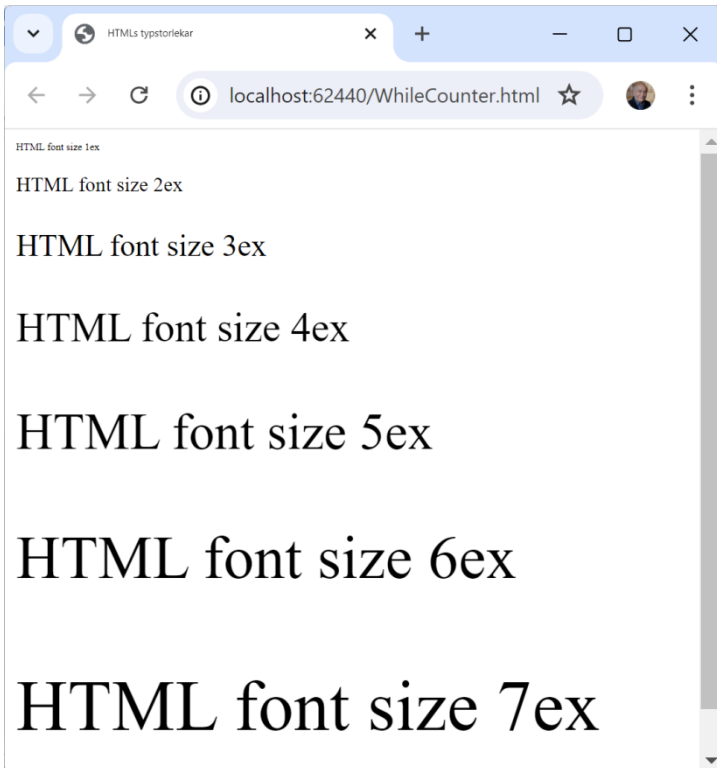 HTMLs typstorlekar
localhost:62440/WhileCounter.html
HTML font size 1ex
HTML font size 2ex
HTML font size 3ex
HTML font size 4ex
HTML font size 5ex
HTML font size 6ex
HTML font size 7ex